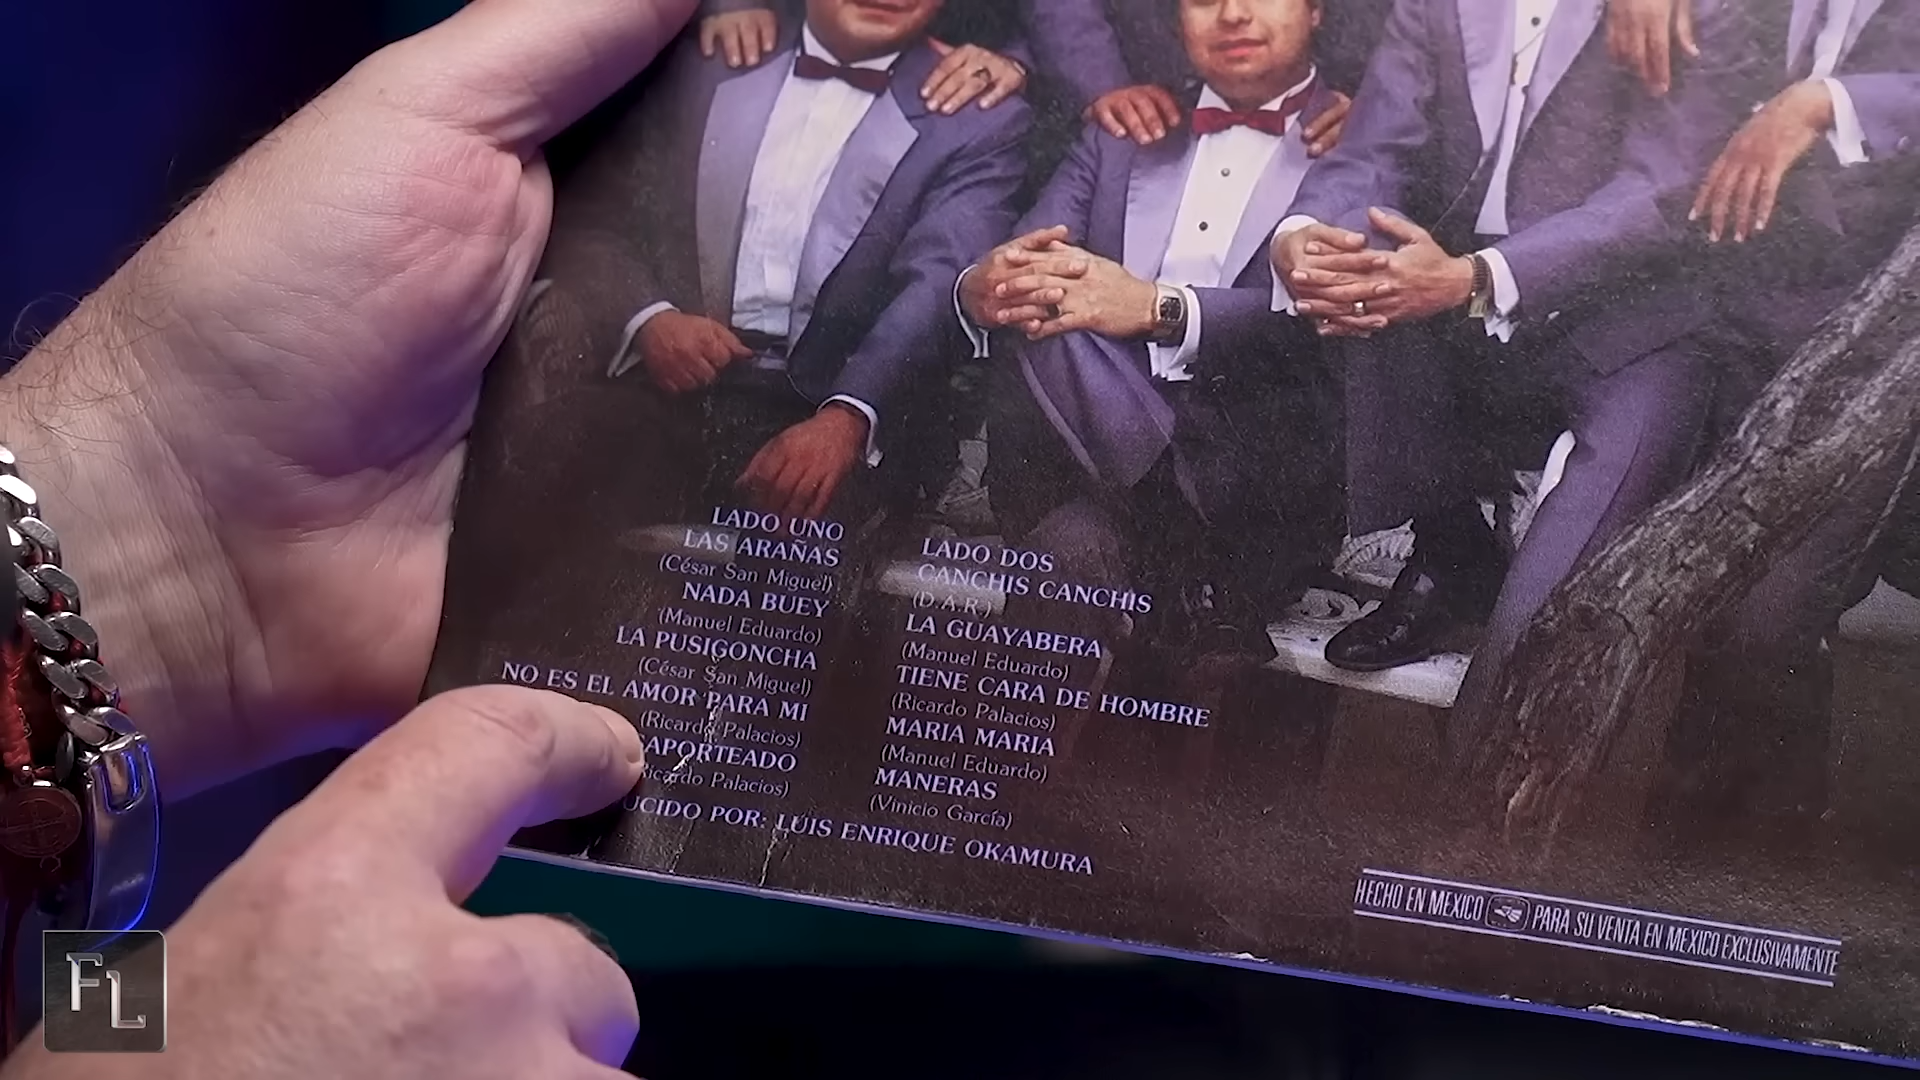 LADO UNO
LAS ARAÑAS
(César San Miguel)
NADA BUEY
(Manuel Eduardo)
LA PUSIGONCHA
(César San Miguel)
NO ES EL AMOR PARA MI
(Ricardo Palacios)
APORTEADO
Ricardo Palacios)
UCIDO POR: LUIS ENRIQUE OKAMURA
LADO DOS
CANCHIS CANCHIS
(D.A.R.)
LA GUAYABERA
(Manuel Eduardo)
TIENE CARA DE HOMBRE
(Ricardo Palacios)
MARIA MARIA
(Manuel Eduardo)
MANERAS
(Vinicio García)
HECHO EN MEXICO PARA SU VENTA EN MEXICO EXCLUSIVAMENTE
FL